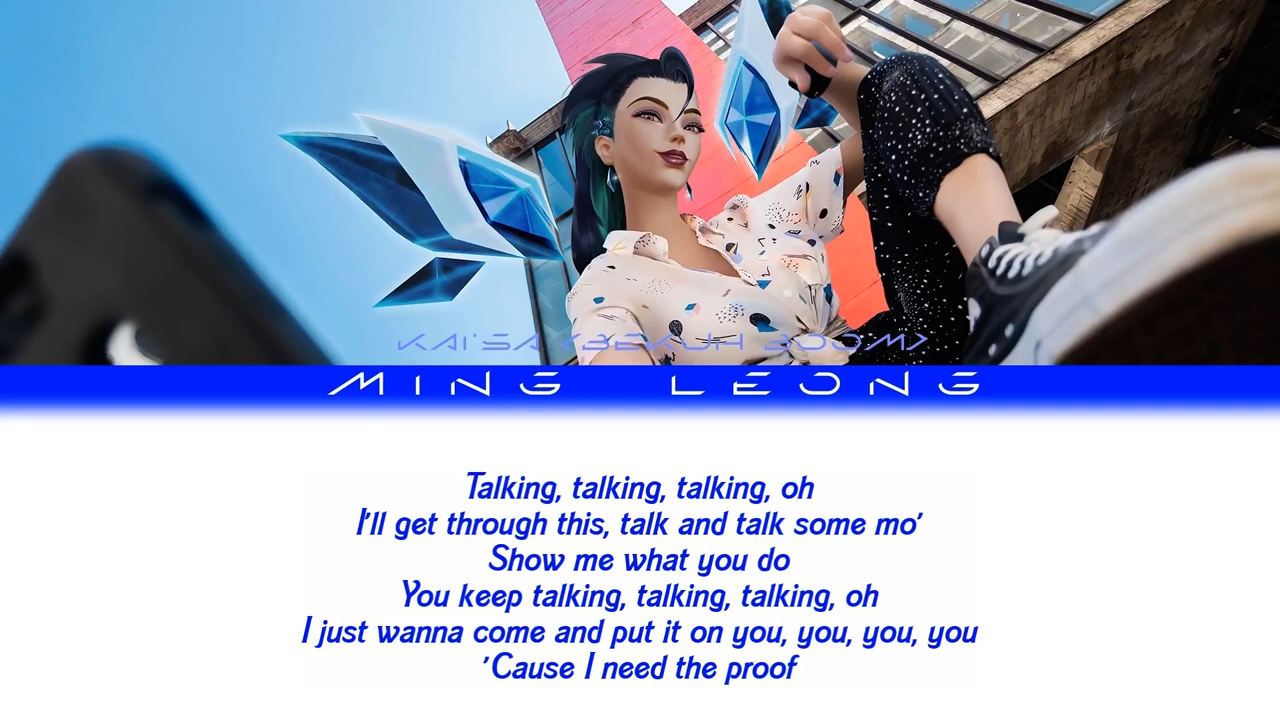 KAI'SA <BEKUH BOOM>
MING LEONG
Talking, talking, talking, oh
I'll get through this, talk and talk some mo'
Show me what you do
You keep talking, talking, talking, oh
I just wanna come and put it on you, you, you, you
'Cause I need the proof